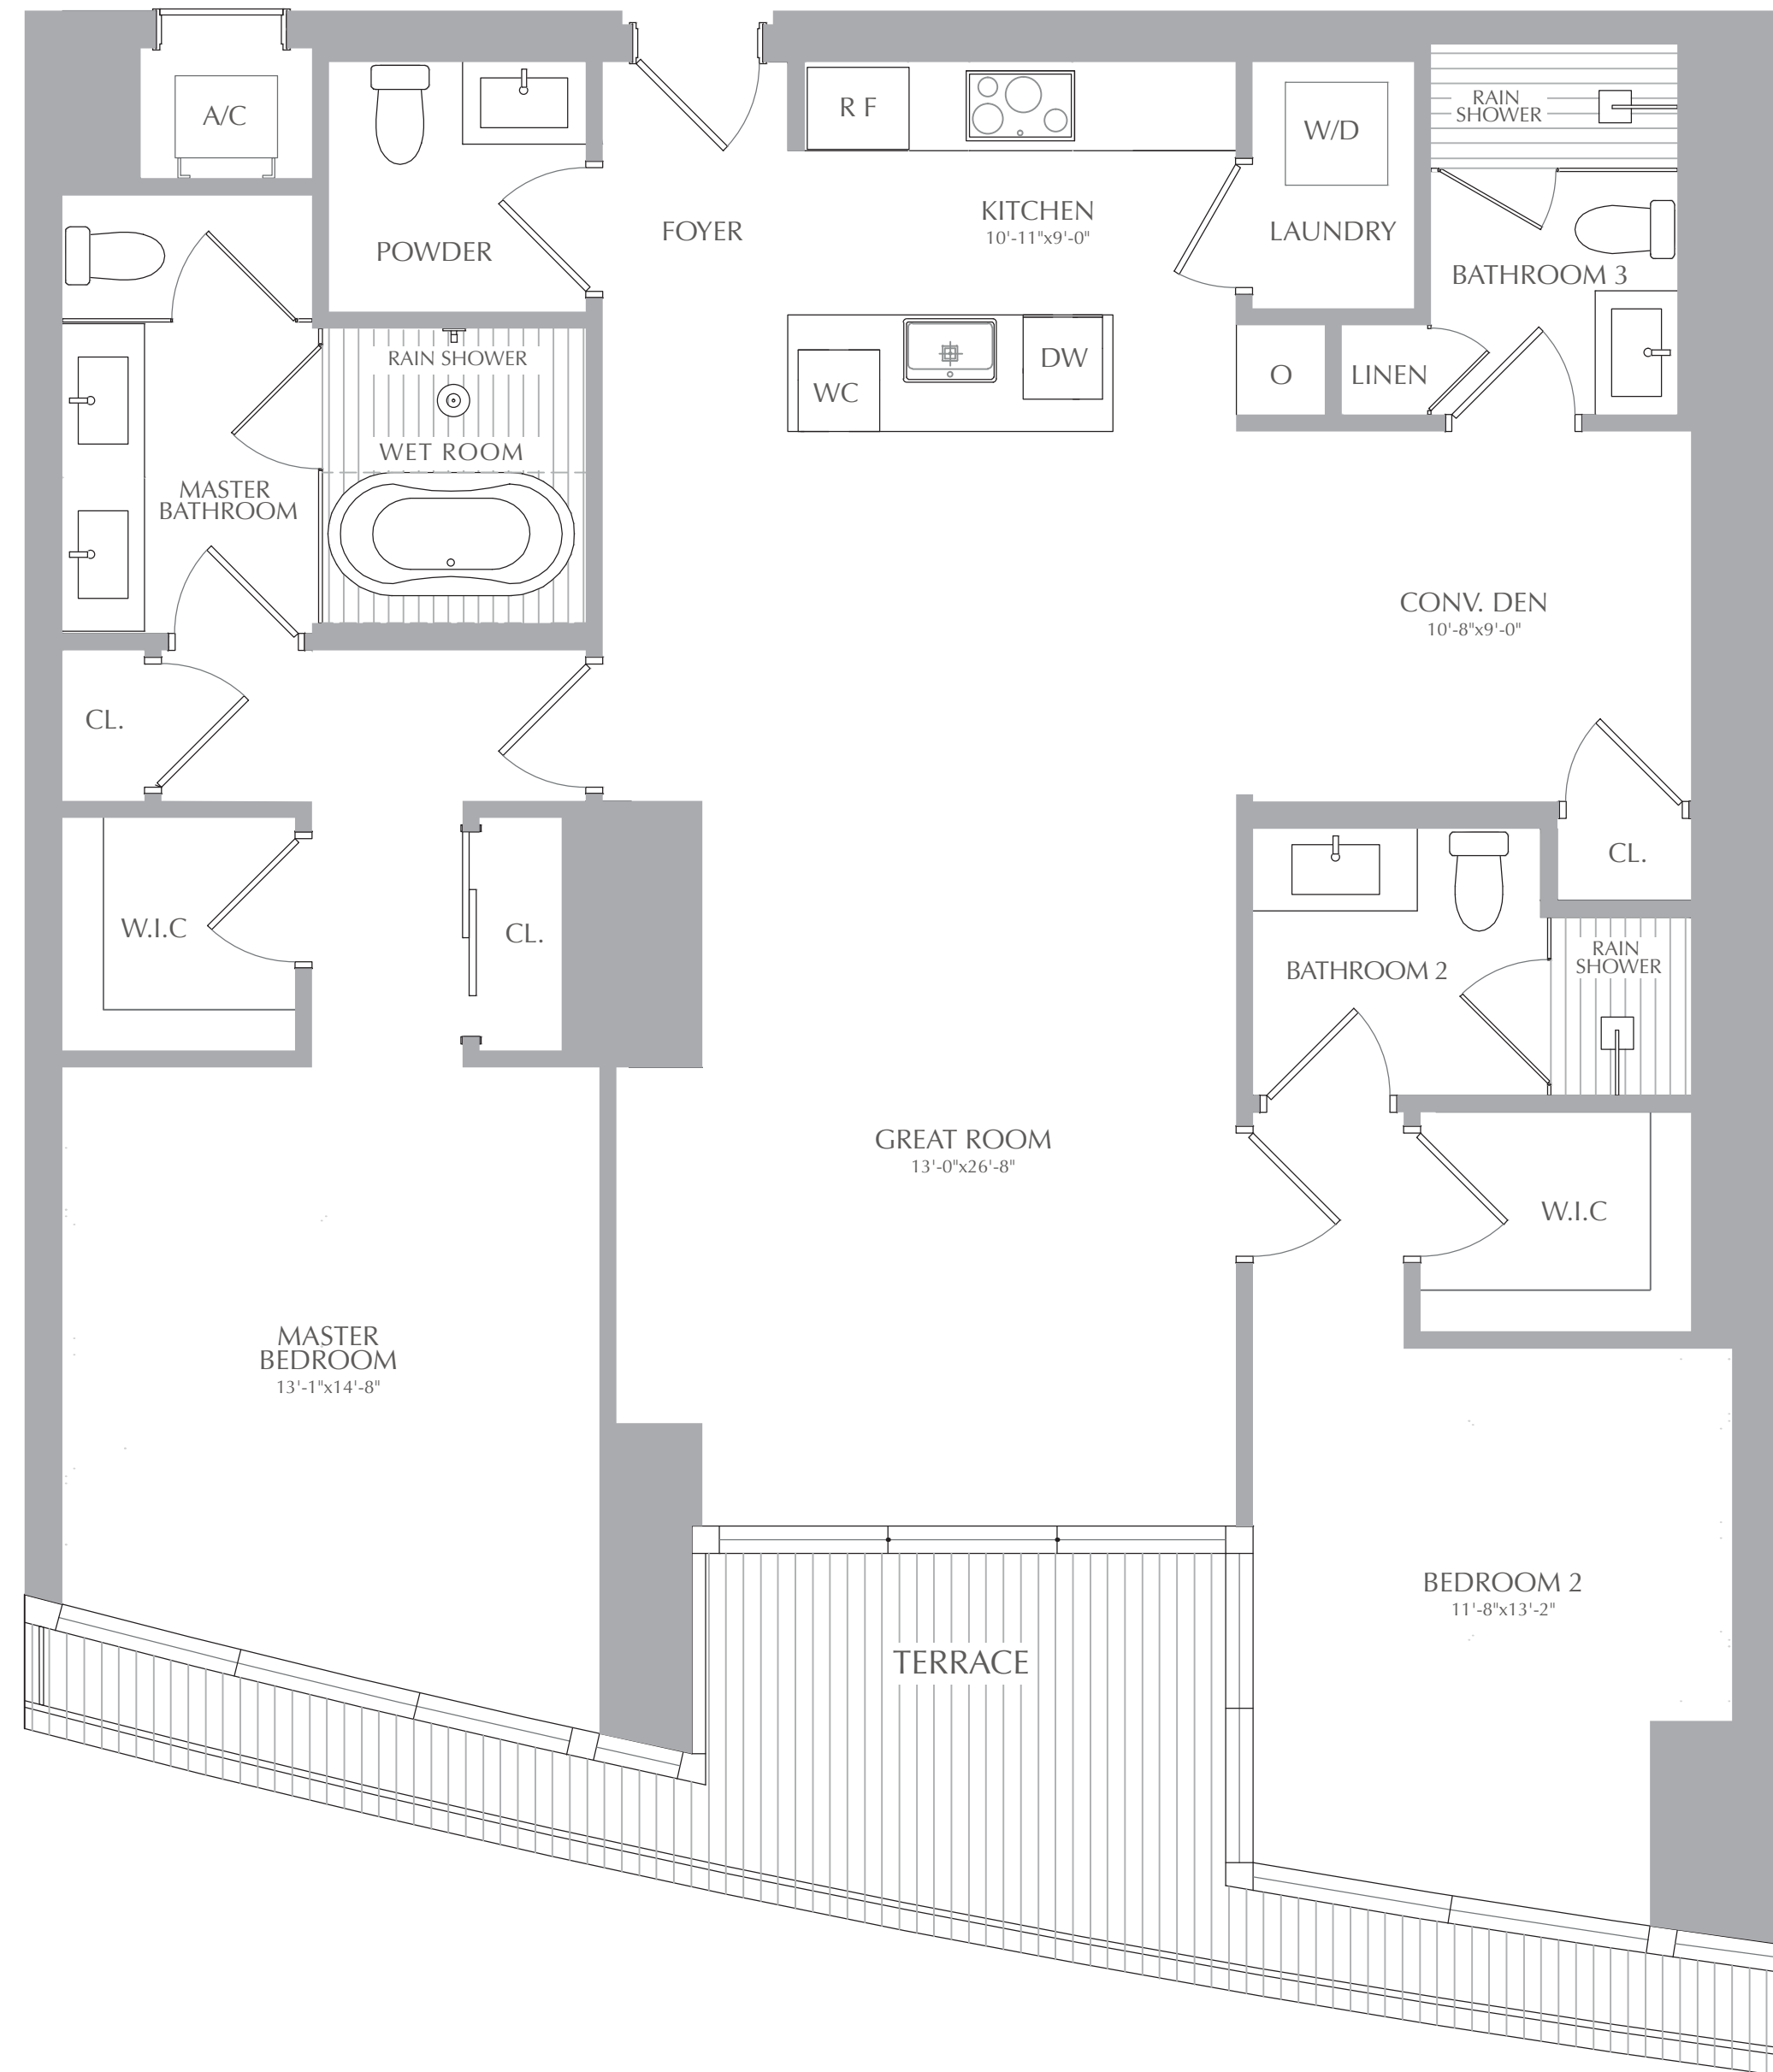 A/C
R F
RAIN
SHOWER
W/D
KITCHEN
10'-11"x9'-0"
FOYER
LAUNDRY
POWDER
BATHROOM 3
RAIN SHOWER
DW
WC
O
LINEN
WET ROOM
MASTER
BATHROOM
CONV. DEN
10'-8"x9'-0"
CL.
CL.
W.I.C
CL.
RAIN
SHOWER
BATHROOM 2
GREAT ROOM
13'-0"x26'-8"
W.I.C
MASTER
BEDROOM
13'-1"x14'-8"
BEDROOM 2
11'-8"x13'-2"
TERRACE